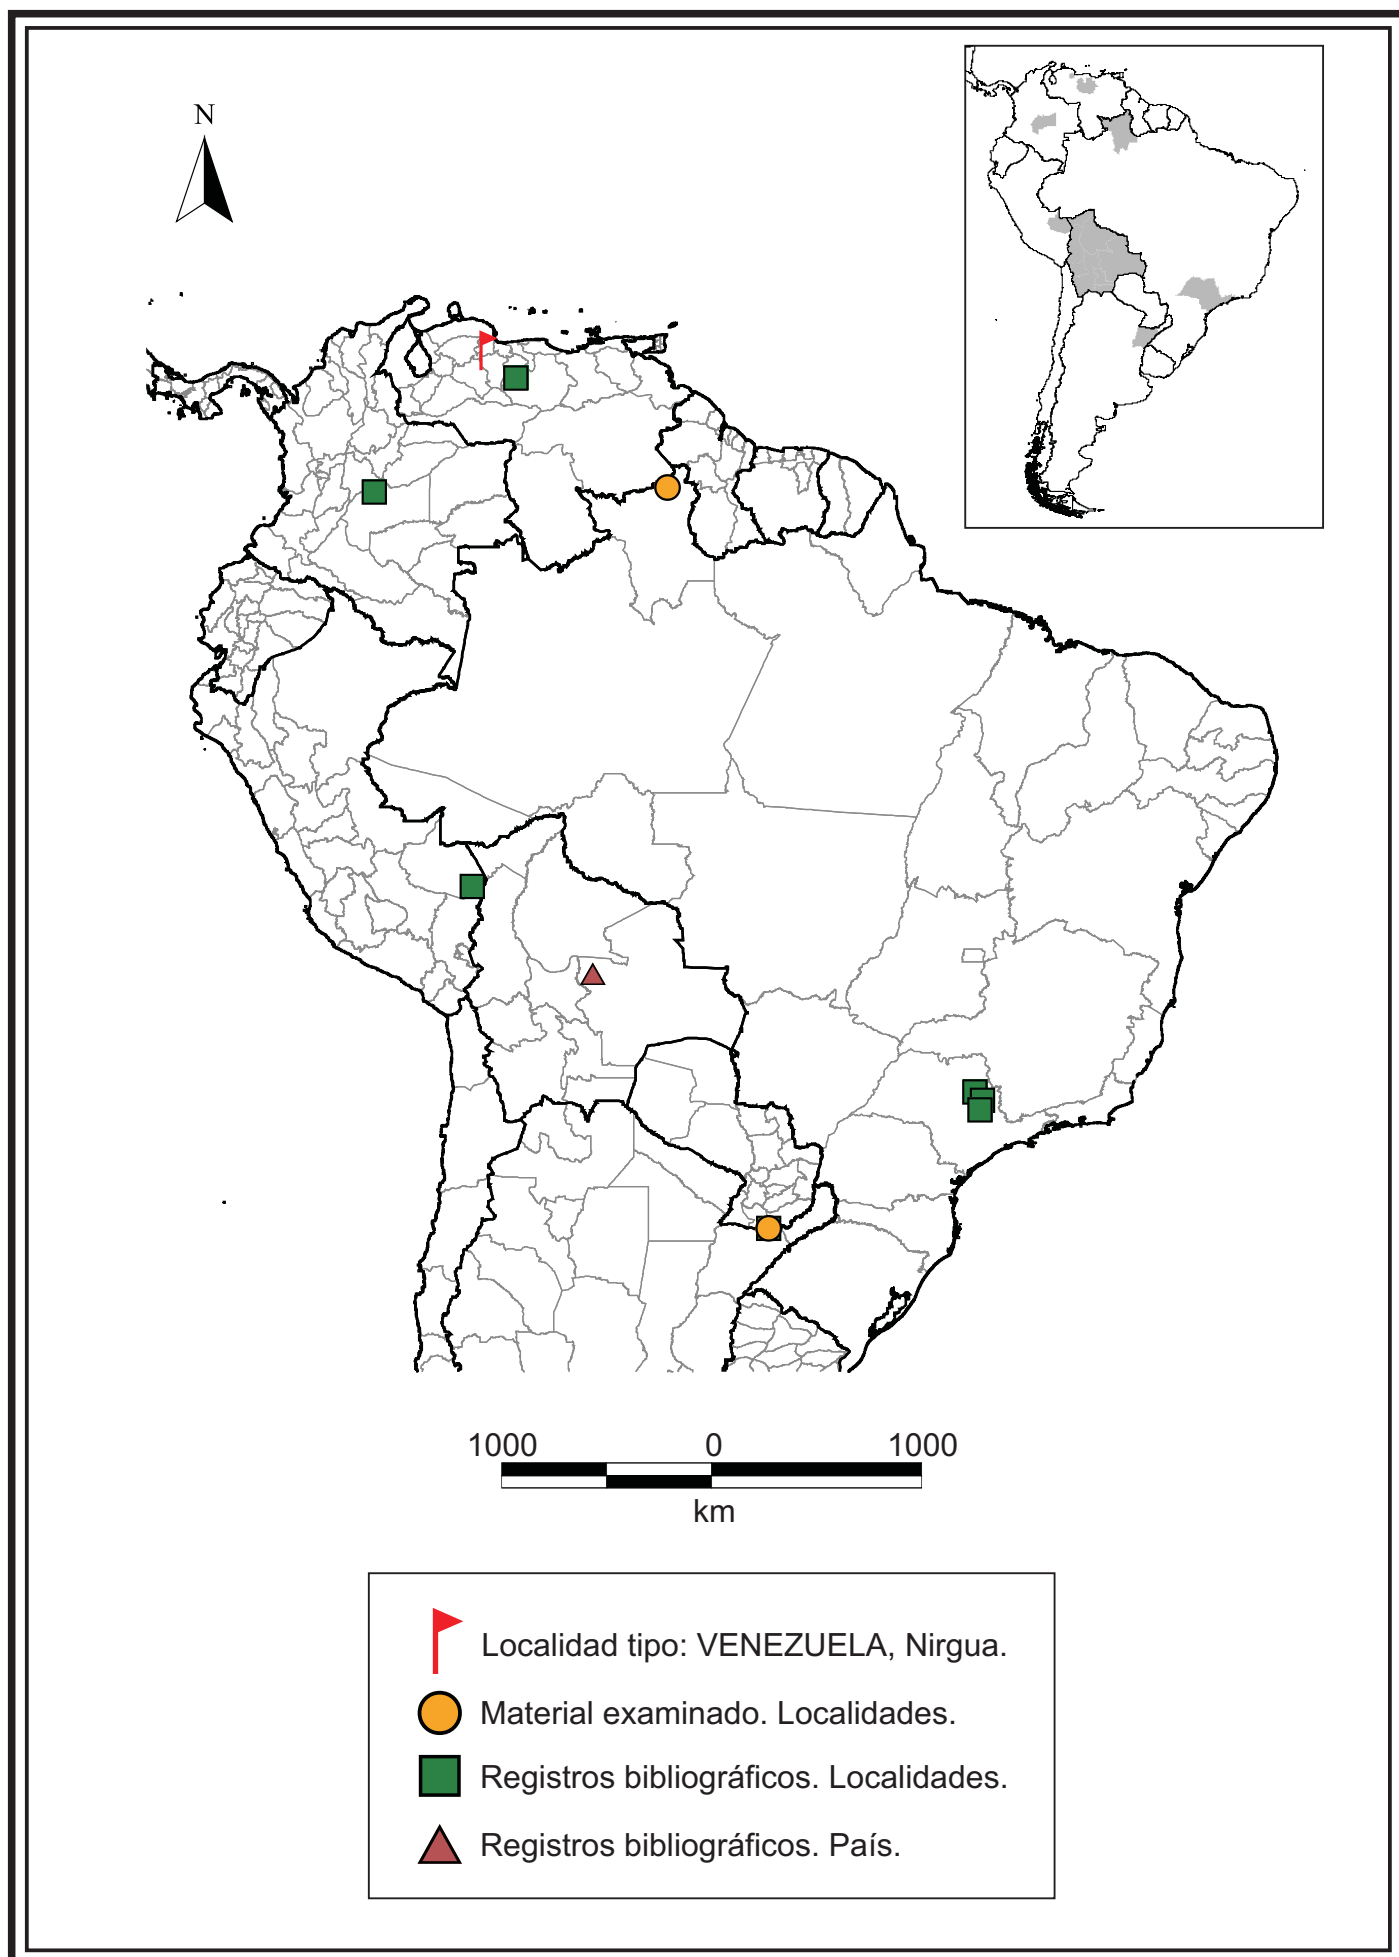 N
1000 0 1000
km
Localidad tipo: VENEZUELA, Nirgua.
Material examinado. Localidades.
Registros bibliográficos. Localidades.
Registros bibliográficos. País.